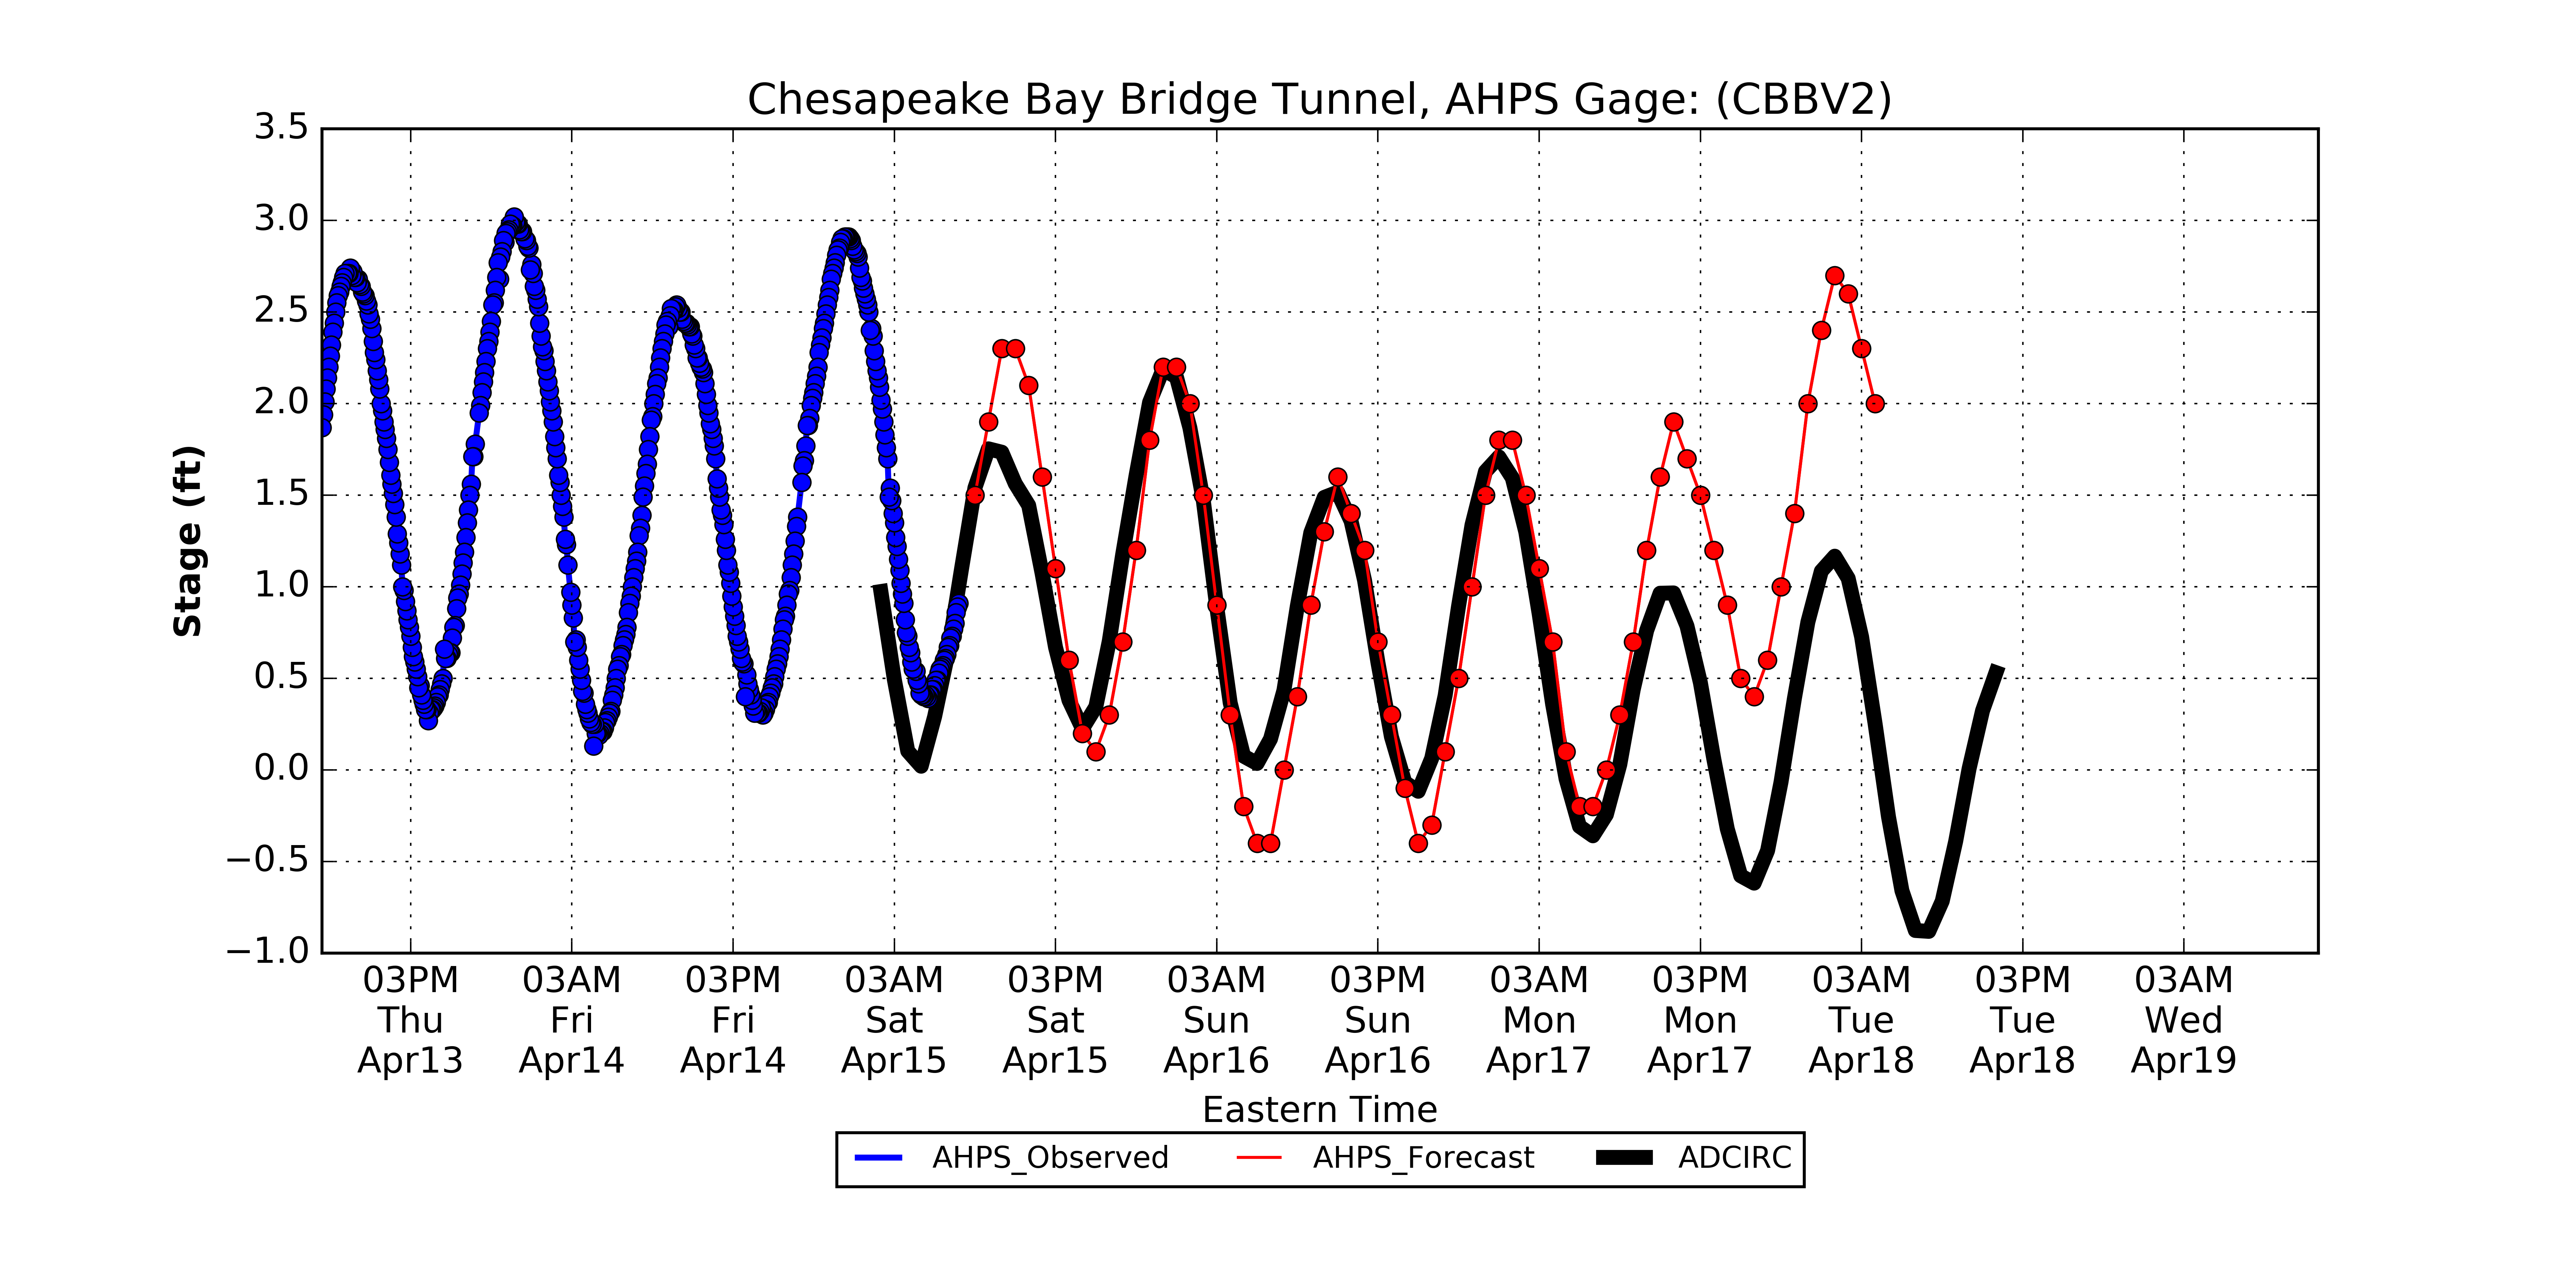 Chesapeake Bay Bridge Tunnel, AHPS Gage: (CBBV2)
3.5
3.0
2.5
2.0
1.5
1.0
0.5
0.0
−0.5
−1.0
Stage (ft)
03PM 03AM 03PM 03AM 03PM 03AM 03PM 03AM 03PM 03AM 03PM 03AM
Thu Fri Fri Sat Sat Sun Sun Mon Mon Tue Tue Wed
Apr13 Apr14 Apr14 Apr15 Apr15 Apr16 Apr16 Apr17 Apr17 Apr18 Apr18 Apr19
Eastern Time
AHPS_Observed AHPS_Forecast ADCIRC